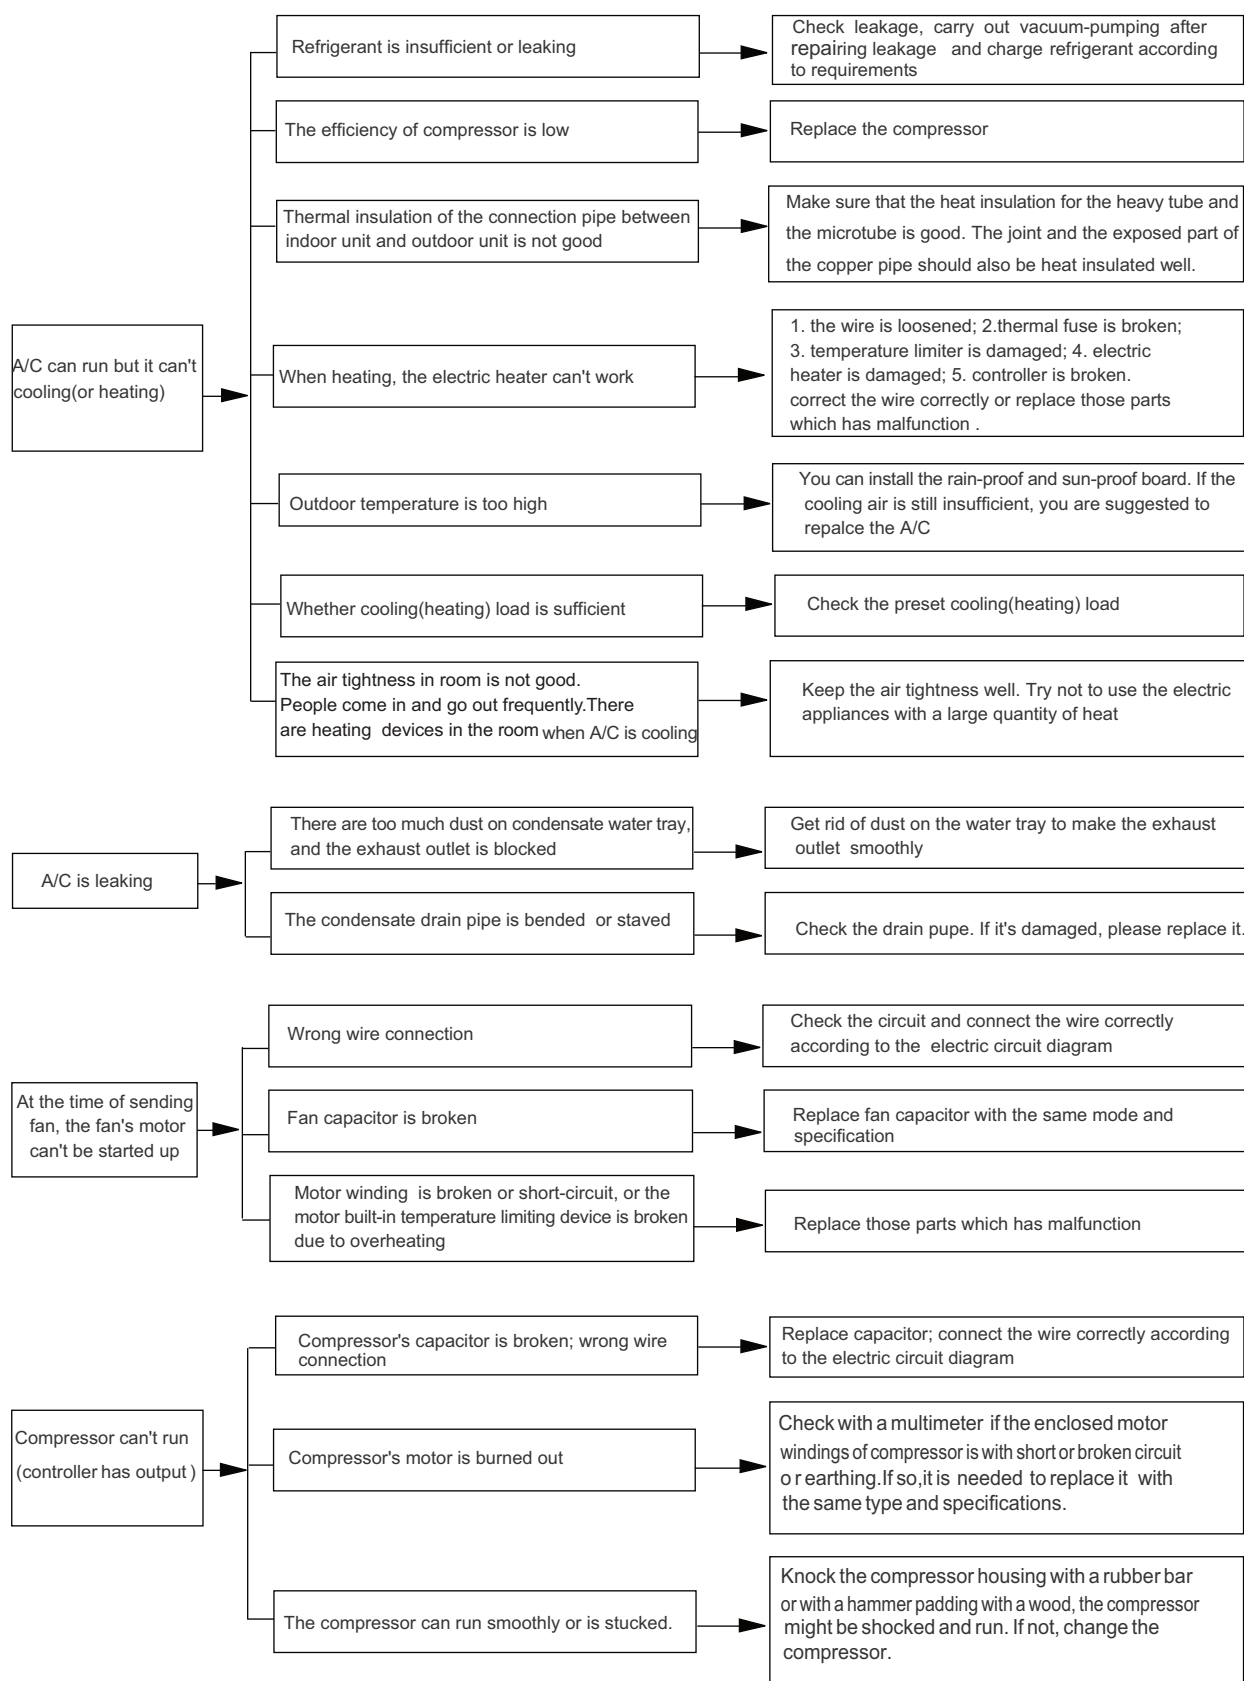 Refrigerant is insufficient or leaking
Check leakage, carry out vacuum-pumping after
repairing leakage and charge refrigerant according
to requirements
The efficiency of compressor is low
Replace the compressor
Thermal insulation of the connection pipe between
indoor unit and outdoor unit is not good
Make sure that the heat insulation for the heavy tube and
the microtube is good. The joint and the exposed part of
the copper pipe should also be heat insulated well.
A/C can run but it can't
cooling(or heating)
When heating, the electric heater can't work
1. the wire is loosened; 2.thermal fuse is broken;
3. temperature limiter is damaged; 4. electric
heater is damaged; 5. controller is broken.
correct the wire correctly or replace those parts
which has malfunction .
Outdoor temperature is too high
You can install the rain-proof and sun-proof board. If the
cooling air is still insufficient, you are suggested to
repalce the A/C
Whether cooling(heating) load is sufficient
Check the preset cooling(heating) load
The air tightness in room is not good.
People come in and go out frequently.There
are heating devices in the room when A/C is cooling
Keep the air tightness well. Try not to use the electric
appliances with a large quantity of heat
A/C is leaking
There are too much dust on condensate water tray,
and the exhaust outlet is blocked
Get rid of dust on the water tray to make the exhaust
outlet smoothly
The condensate drain pipe is bended or staved
Check the drain pupe. If it's damaged, please replace it.
At the time of sending
fan, the fan's motor
can't be started up
Wrong wire connection
Check the circuit and connect the wire correctly
according to the electric circuit diagram
Fan capacitor is broken
Replace fan capacitor with the same mode and
specification
Motor winding is broken or short-circuit, or the
motor built-in temperature limiting device is broken
due to overheating
Replace those parts which has malfunction
Compressor can't run
(controller has output )
Compressor's capacitor is broken; wrong wire
connection
Replace capacitor; connect the wire correctly according
to the electric circuit diagram
Compressor's motor is burned out
Check with a multimeter if the enclosed motor
windings of compressor is with short or broken circuit
o r earthing.If so,it is needed to replace it with
the same type and specifications.
The compressor can run smoothly or is stucked.
Knock the compressor housing with a rubber bar
or with a hammer padding with a wood, the compressor
might be shocked and run. If not, change the
compressor.